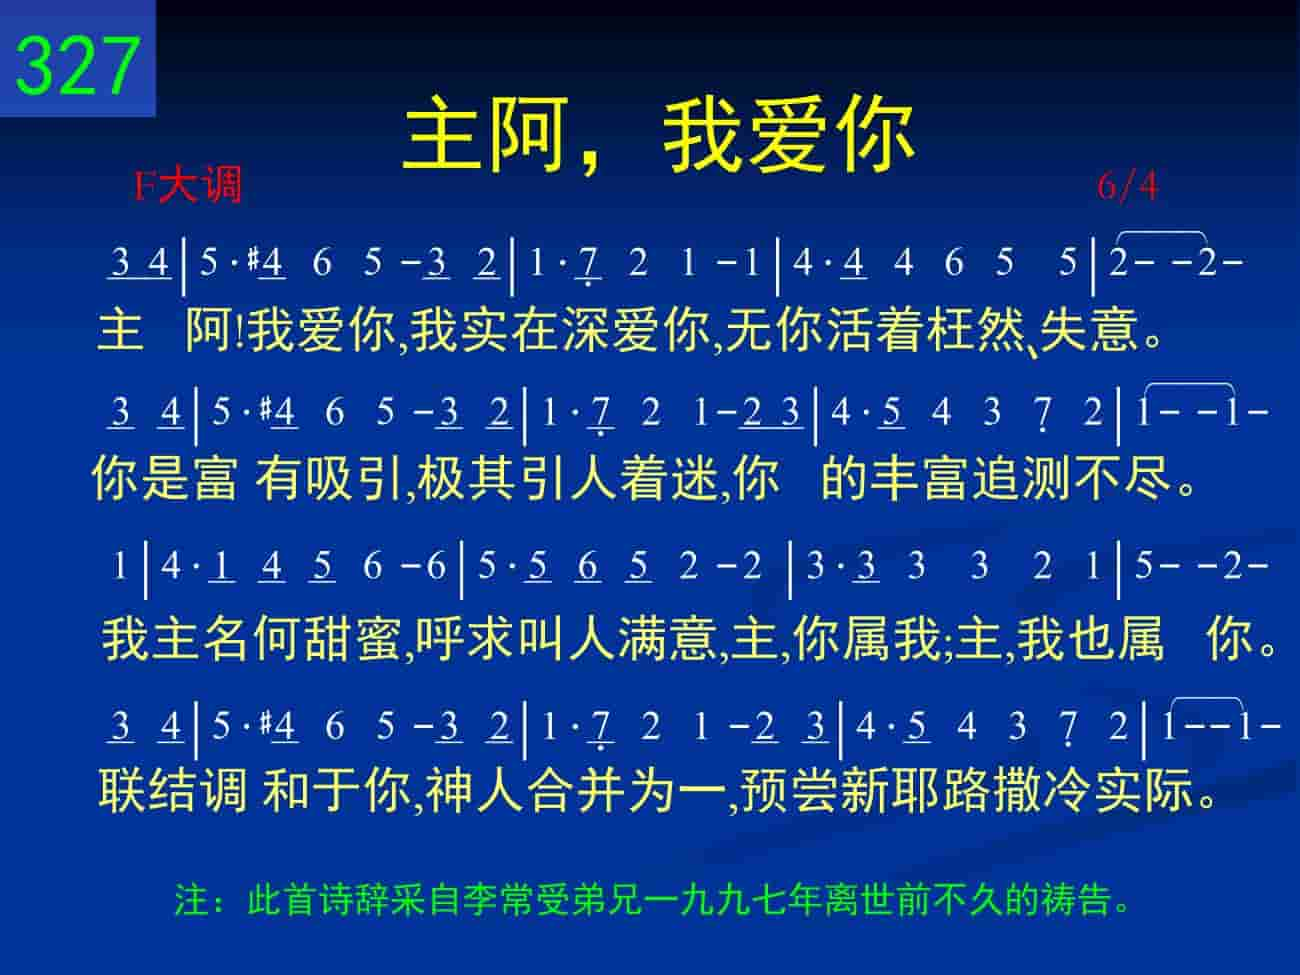 327
主阿，我爱你
F大调 6/4
3 4|5·#4 6 5 -3 2|1·7 2 1 -1|4·4 4 6 5 5|2- -2-
主 阿!我爱你,我实在深爱你,无你活着枉然、失意。
3 4|5·#4 6 5 -3 2|1·7 2 1-2 3|4·5 4 3 7 2|1- -1-
你是富 有吸引,极其引人着迷,你 的丰富追测不尽。
1|4·1 4 5 6 -6|5·5 6 5 2 -2|3·3 3 3 2 1|5- -2-
我主名何甜蜜,呼求叫人满意,主,你属我;主,我也属 你。
3 4|5·#4 6 5 -3 2|1·7 2 1 -2 3|4·5 4 3 7 2|1--1-
联结调 和于你,神人合并为一,预尝新耶路撒冷实际。
注：此首诗辞采自李常受弟兄一九九七年离世前不久的祷告。